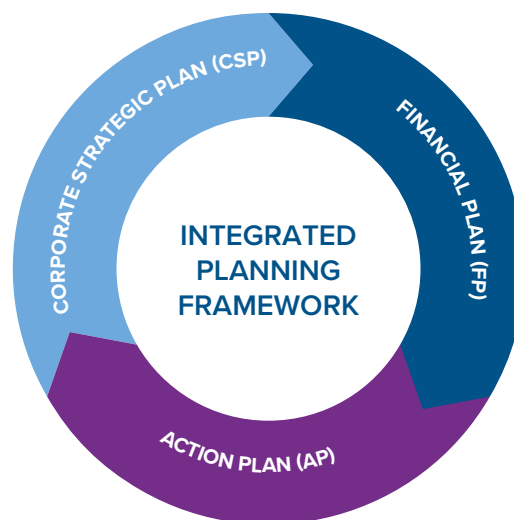 CORPORATE STRATEGIC PLAN (CSP)
FINANCIAL PLAN (FP)
INTEGRATED
PLANNING
FRAMEWORK
ACTION PLAN (AP)